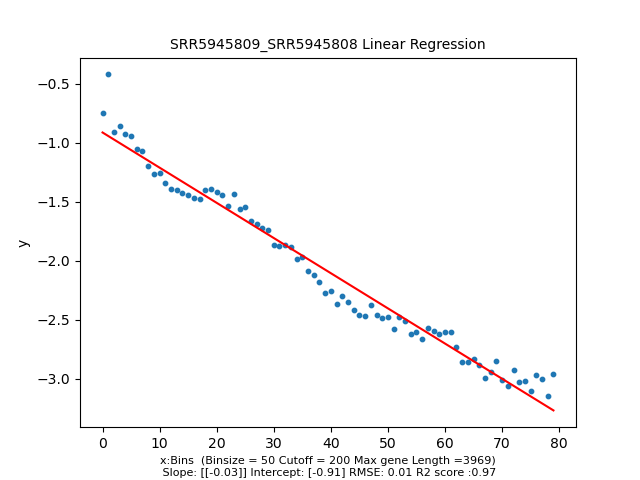 SRR5945809_SRR5945808 Linear Regression
y
−0.5
−1.0
−1.5
−2.0
−2.5
−3.0
0 10 20 30 40 50 60 70 80
x:Bins  (Binsize = 50 Cutoff = 200 Max gene Length =3969)
Slope: [[-0.03]] Intercept: [-0.91] RMSE: 0.01 R2 score :0.97